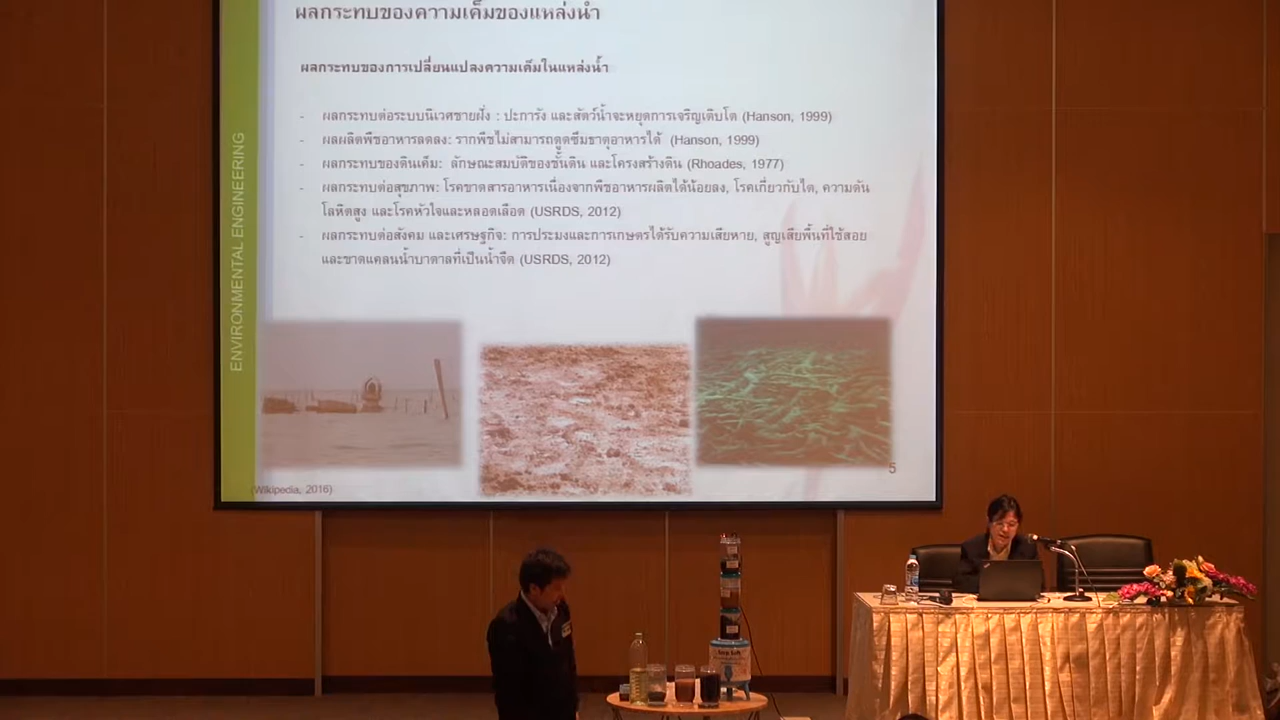 ผลกระทบของความเค็มของแหล่งน้ำ
ผลกระทบของการเปลี่ยนแปลงความเค็มในแหล่งน้ำ
- ผลกระทบต่อระบบนิเวศชายฝั่ง : ปะการัง และสัตว์น้ำจะหยุดการเจริญเติบโต (Hanson, 1999)
- ผลผลิตพืชอาหารลดลง: รากพืชไม่สามารถดูดซึมธาตุอาหารได้ (Hanson, 1999)
- ผลกระทบของดินเค็ม: ลักษณะสมบัติของชั้นดิน และโครงสร้างดิน (Rhoades, 1977)
- ผลกระทบต่อสุขภาพ: โรคขาดสารอาหารเนื่องจากพืชอาหารผลิตได้น้อยลง, โรคเกี่ยวกับไต, ความดัน
โลหิตสูง และโรคหัวใจและหลอดเลือด (USRDS, 2012)
- ผลกระทบต่อสังคม และเศรษฐกิจ: การประมงและการเกษตรได้รับความเสียหาย, สูญเสียพื้นที่ใช้สอย
และขาดแคลนน้ำบาดาลที่เป็นน้ำจืด (USRDS, 2012)
ENVIRONMENTAL ENGINEERING
5
(Wikipedia, 2016)